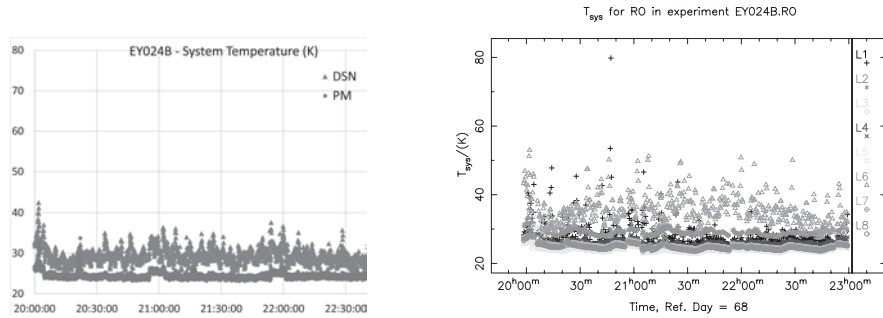 EY024B - System Temperature (K)
80
70
60
50
40
30
20
DSN
PM
20:00:00 20:30:00 21:00:00 21:30:00 22:00:00 22:30:00
Tsys for RO in experiment EY024B.RO
Tsys/(K)
80
60
40
20
L1
L2
L3
L4
L5
L6
L7
L8
20h00m 30m 21h00m 30m 22h00m 30m 23h00m
Time, Ref. Day = 68